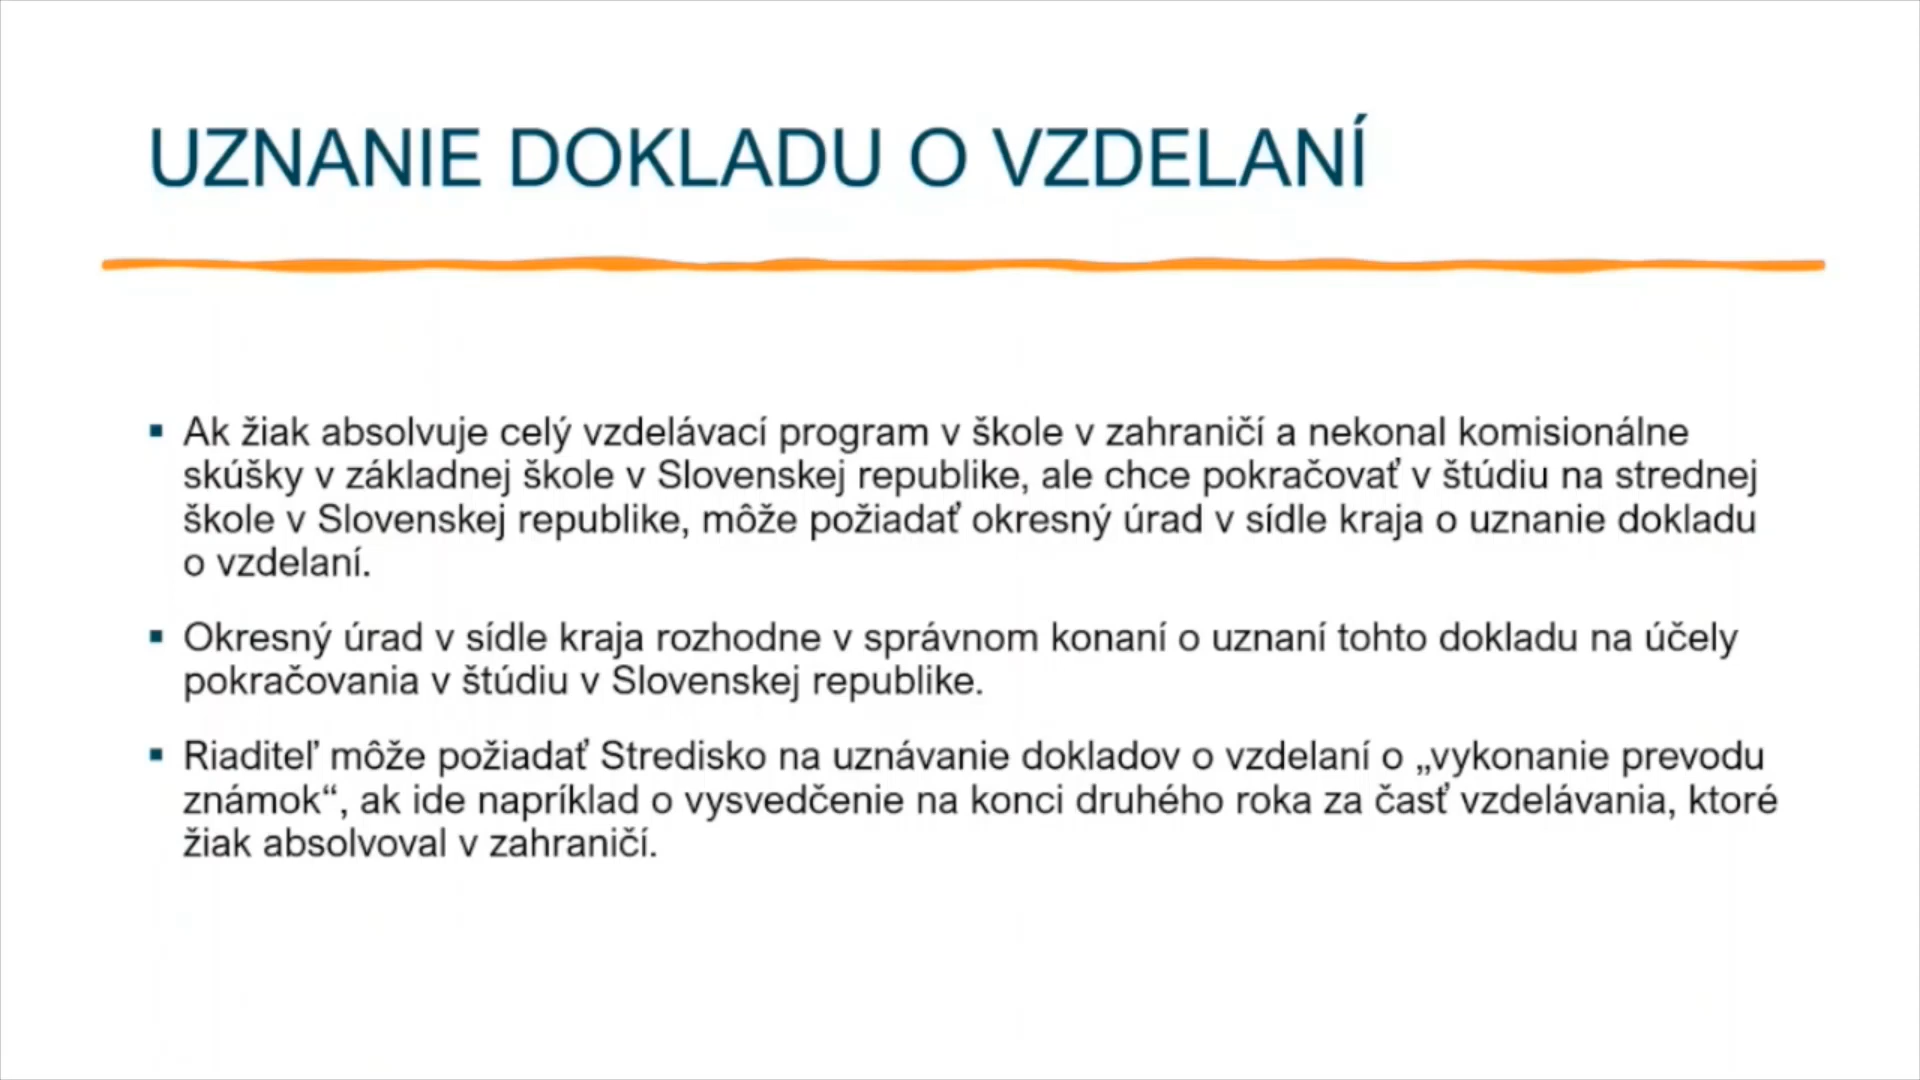 UZNANIE DOKLADU O VZDELANÍ
▪ Ak žiak absolvuje celý vzdelávací program v škole v zahraničí a nekonal komisionálne
skúšky v základnej škole v Slovenskej republike, ale chce pokračovať v štúdiu na strednej
škole v Slovenskej republike, môže požiadať okresný úrad v sídle kraja o uznanie dokladu
o vzdelaní.
▪ Okresný úrad v sídle kraja rozhodne v správnom konaní o uznaní tohto dokladu na účely
pokračovania v štúdiu v Slovenskej republike.
▪ Riaditeľ môže požiadať Stredisko na uznávanie dokladov o vzdelaní o „vykonanie prevodu
známok“, ak ide napríklad o vysvedčenie na konci druhého roka za časť vzdelávania, ktoré
žiak absolvoval v zahraničí.